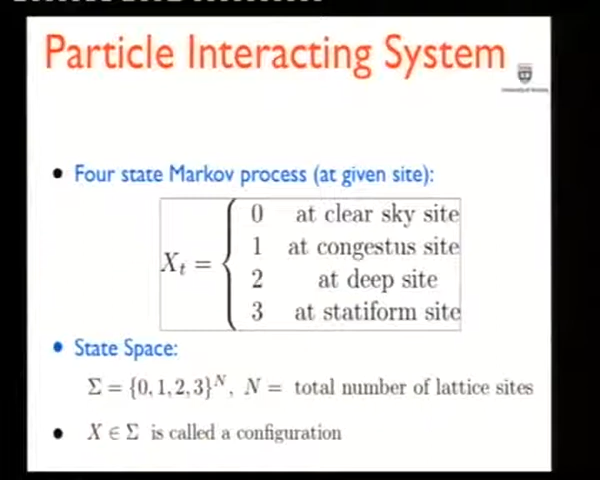 Particle Interacting System
• Four state Markov process (at given site):
0 at clear sky site
1 at congestus site
X_t = {
2 at deep site
3 at statiform site
• State Space:
Σ = {0, 1, 2, 3}^N, N = total number of lattice sites
• X ∈ Σ is called a configuration